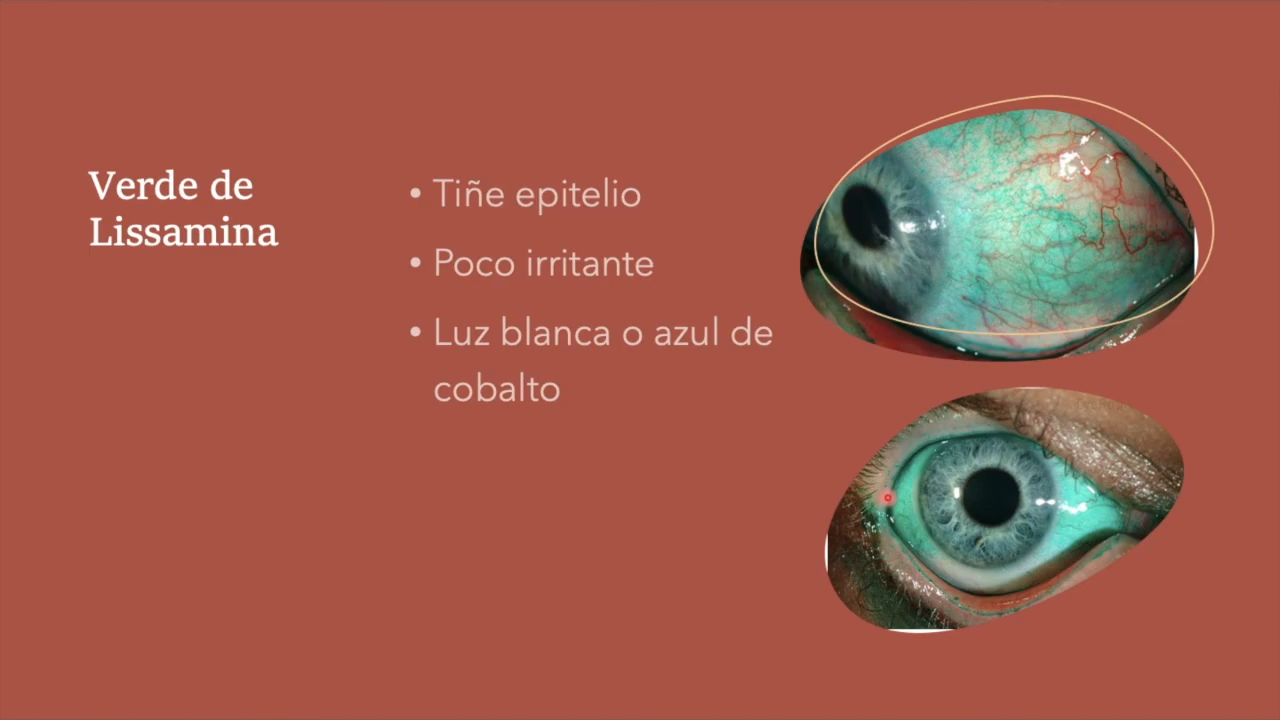 Verde de
Lissamina
• Tiñe epitelio
• Poco irritante
• Luz blanca o azul de
cobalto